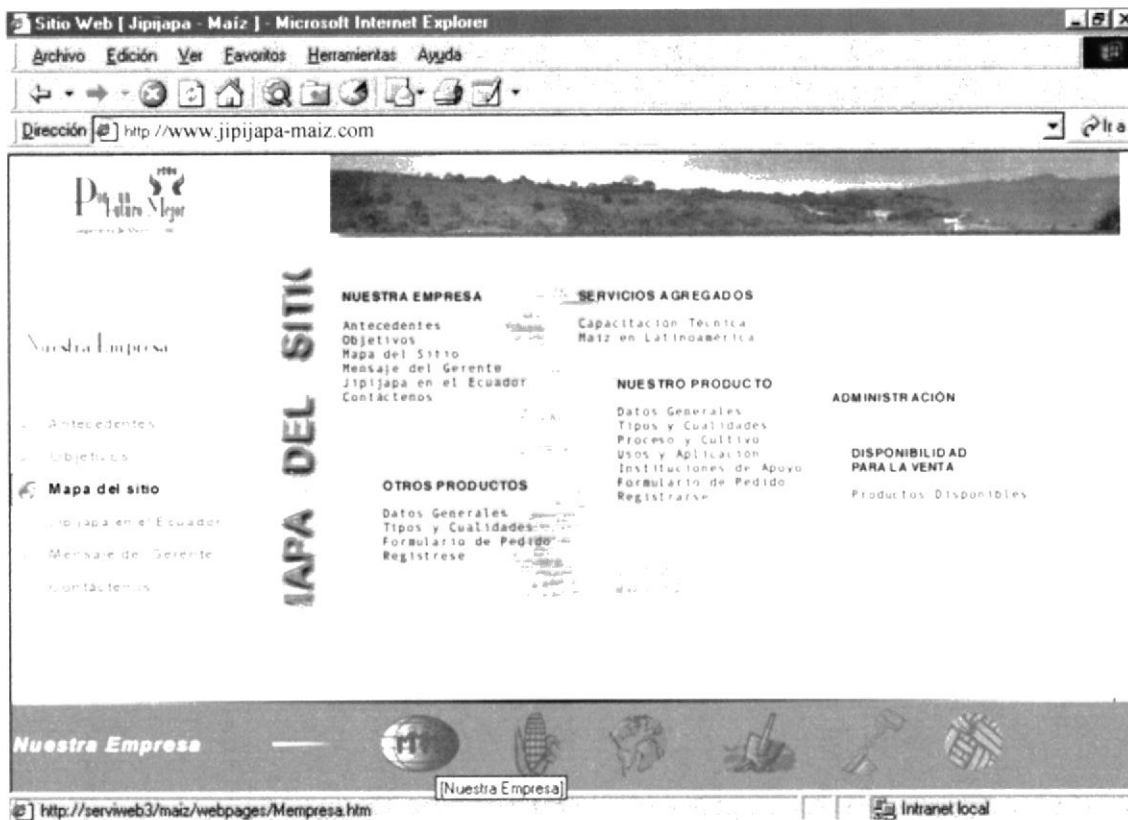 Sitio Web [ Jipijapa - Maíz ] - Microsoft Internet Explorer
Archivo Edición Ver Favoritos Herramientas Ayuda
Dirección http://www.jipijapa-maiz.com Ir a
Futuro Mejor
MAPA DEL SITIO
NUESTRA EMPRESA
Antecedentes
Objetivos
Mapa del Sitio
Mensaje del Gerente
Jipijapa en el Ecuador
Contáctenos
SERVICIOS AGREGADOS
Capacitación Técnica
Maíz en Latinoamérica
Nuestra Empresa
Antecedentes
Objetivos
Mapa del sitio
Jipijapa en el Ecuador
Mensaje del Gerente
Contáctenos
NUESTRO PRODUCTO
Datos Generales
Tipos y Cualidades
Proceso y Cultivo
Usos y Aplicación
Instituciones de Apoyo
Formulario de Pedido
Registrarse
ADMINISTRACIÓN
DISPONIBILIDAD
PARA LA VENTA
Productos Disponibles
OTROS PRODUCTOS
Datos Generales
Tipos y Cualidades
Formulario de Pedido
Registrese
Nuestra Empresa
[Nuestra Empresa]
http://serviweb3/maiz/webpages/Mempresa.htm Intranet local